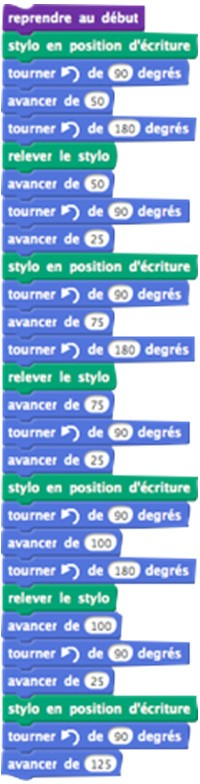 reprendre au début
stylo en position d'écriture
tourner de 90 degrés
avancer de 50
tourner de 180 degrés
relever le stylo
avancer de 50
tourner de 90 degrés
avancer de 25
stylo en position d'écriture
tourner de 90 degrés
avancer de 75
tourner de 180 degrés
relever le stylo
avancer de 75
tourner de 90 degrés
avancer de 25
stylo en position d'écriture
tourner de 90 degrés
avancer de 100
tourner de 180 degrés
relever le stylo
avancer de 100
tourner de 90 degrés
avancer de 25
stylo en position d'écriture
tourner de 90 degrés
avancer de 125